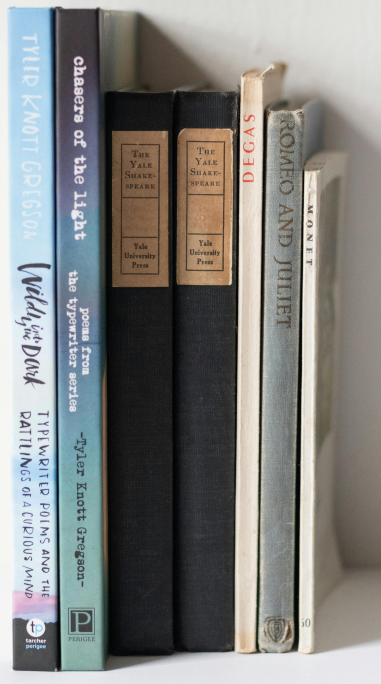 TYLER KNOTT GREGSON
Wildly into the Dark
TYPEWRITER POEMS AND THE
RATTLINGS OF A CURIOUS MIND
tp
tarcher
perigee
chasers of the light
poems from
the typewriter series
-Tyler Knott Gregson-
P
PERIGEE
THE
YALE
SHAKE-
SPEARE
Yale
University
Press
THE
YALE
SHAKE-
SPEARE
Yale
University
Press
DEGAS
ROMEO AND JULIET
MONET